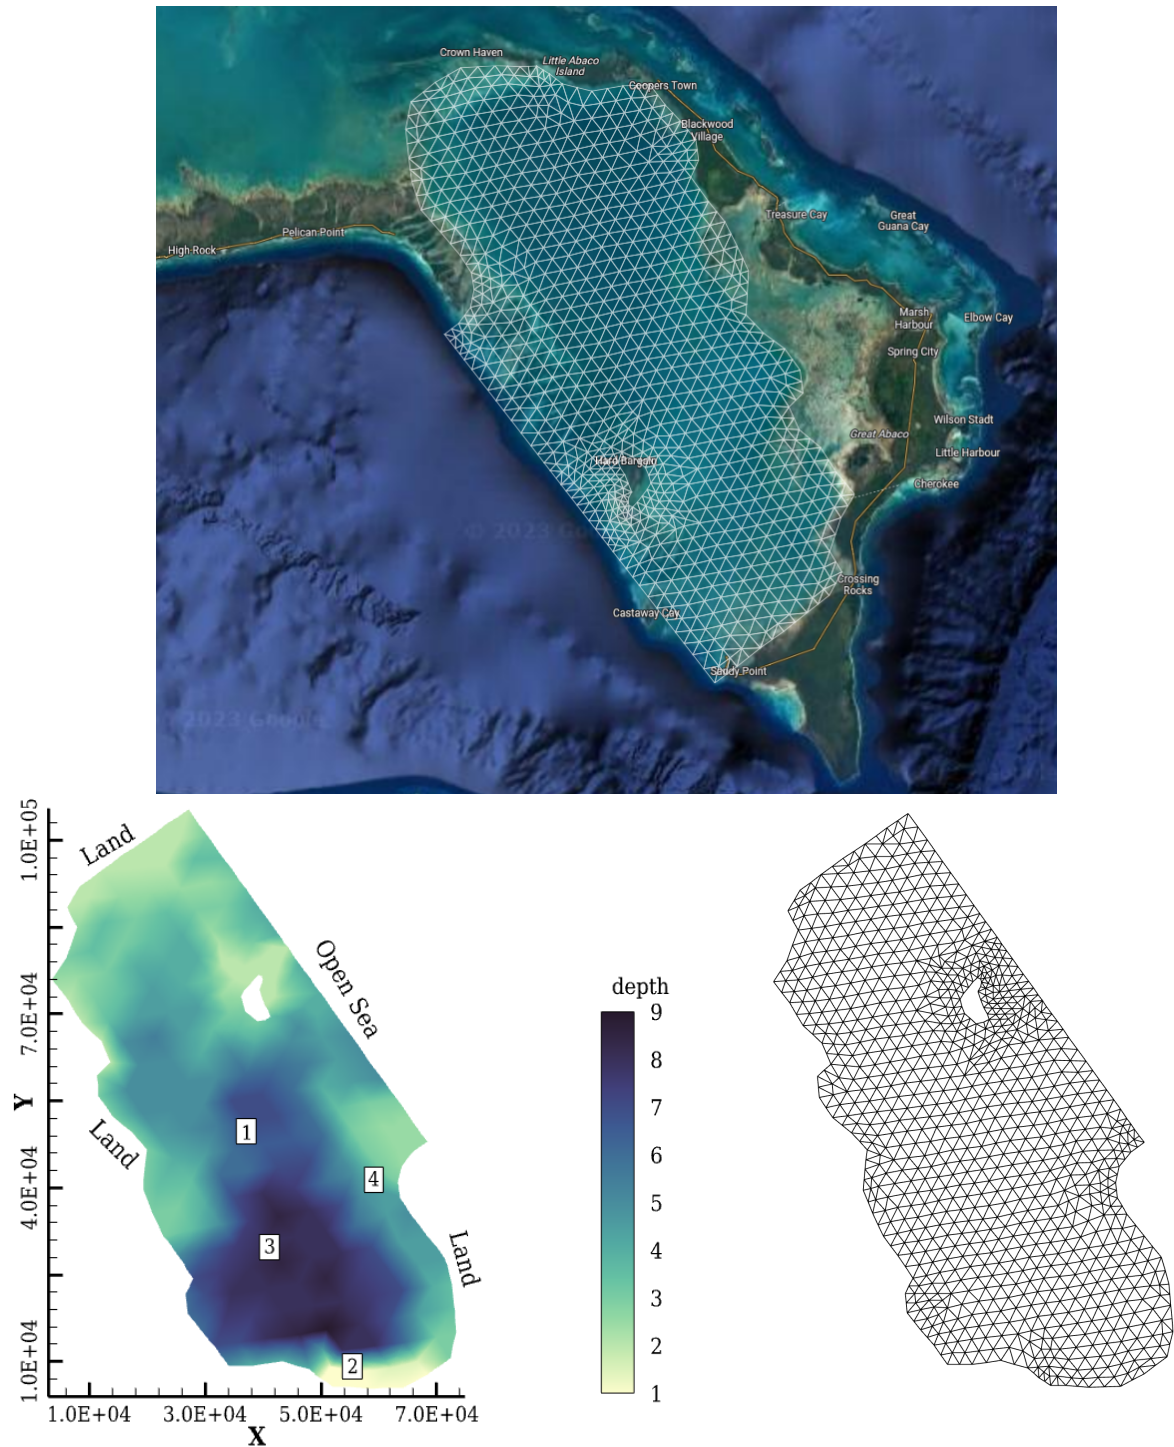 Crown Haven
Little Abaco
Island
Coopers Town
Blackwood
Village
Treasure Cay
Great
Guana Cay
Pelican Point
High Rock
Marsh
Harbour
Elbow Cay
Spring City
Wilson Stadt
Great Abaco
Little Harbour
Hard Bargain
Cherokee
© 2023 Go
Crossing
Rocks
Castaway Cay
Sandy Point
2023 Google
1.0E+05
7.0E+04
4.0E+04
1.0E+04
Y
Land
Open Sea
Land
Land
1
4
3
2
1.0E+04
3.0E+04
5.0E+04
7.0E+04
X
depth
9
8
7
6
5
4
3
2
1